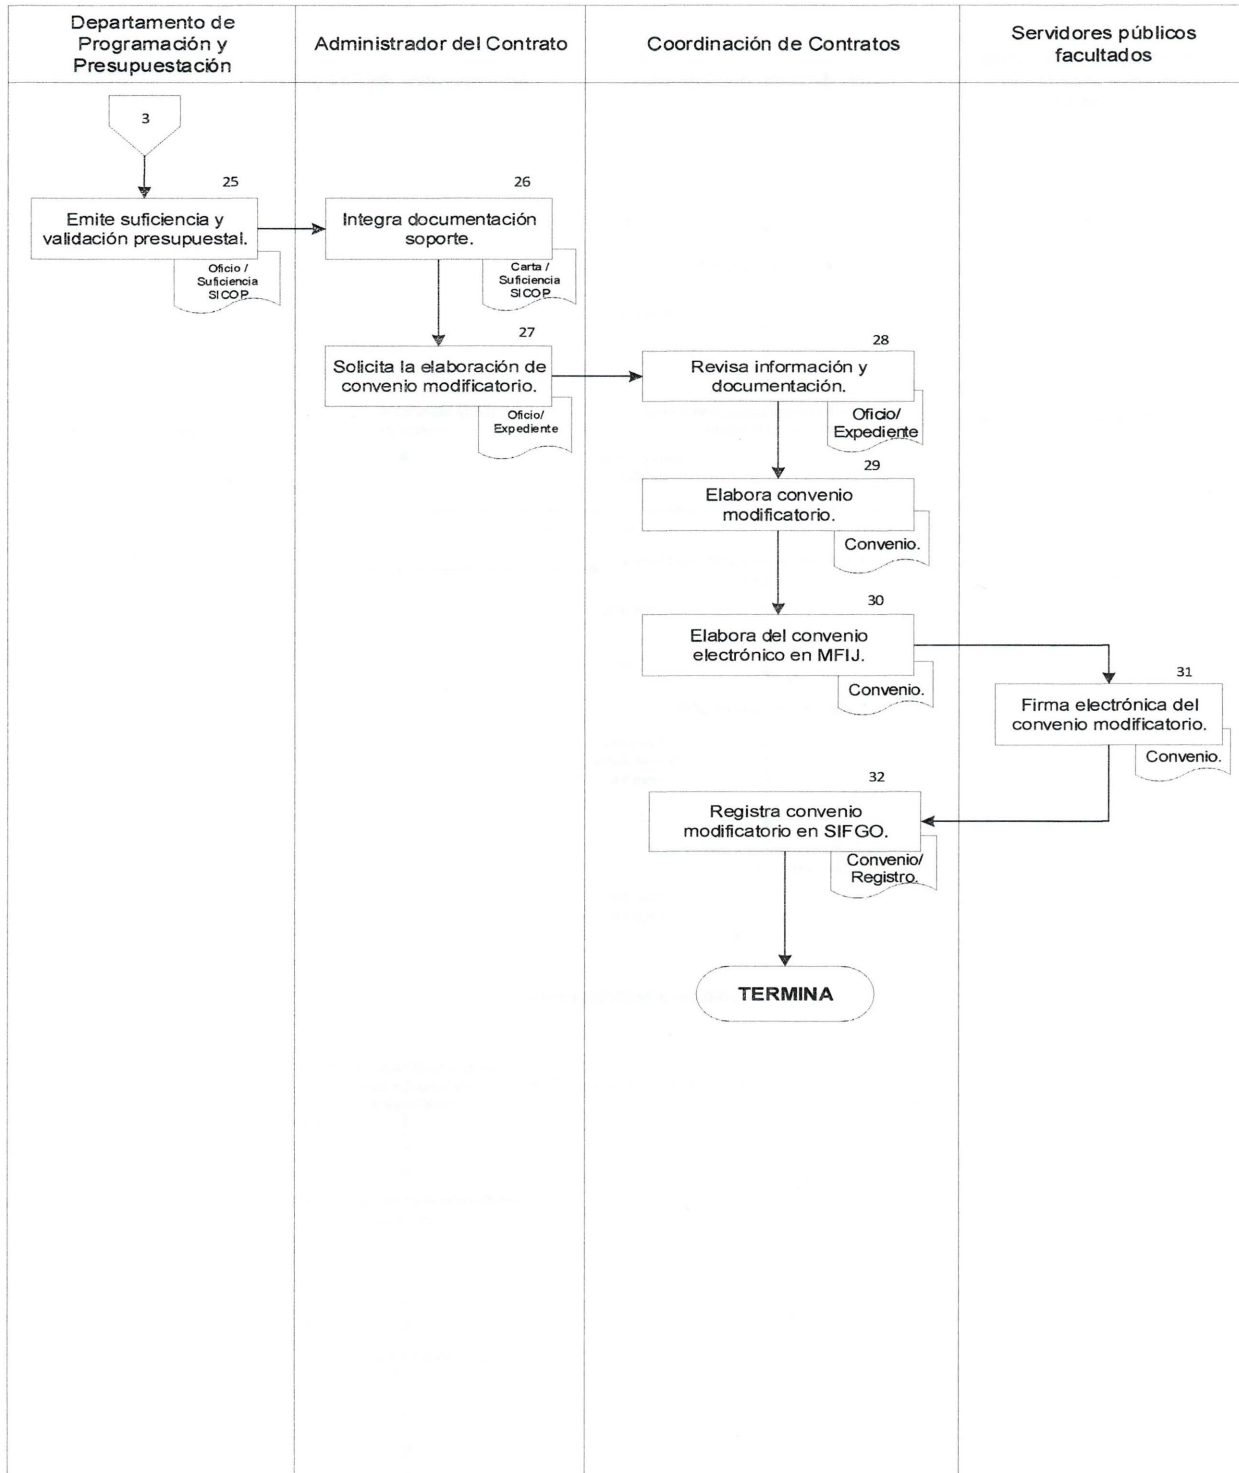 Departamento de
Programación y
Presupuestación
Administrador del Contrato
Coordinación de Contratos
Servidores públicos
facultados
3
25
Emite suficiencia y
validación presupuestal.
Oficio /
Suficiencia
SICOP
26
Integra documentación
soporte.
Carta /
Suficiencia
SICOP
27
Solicita la elaboración de
convenio modificatorio.
Oficio/
Expediente
28
Revisa información y
documentación.
Oficio/
Expediente
29
Elabora convenio
modificatorio.
Convenio.
30
Elabora del convenio
electrónico en MFIJ.
Convenio.
31
Firma electrónica del
convenio modificatorio.
Convenio.
32
Registra convenio
modificatorio en SIFGO.
Convenio/
Registro.
TERMINA